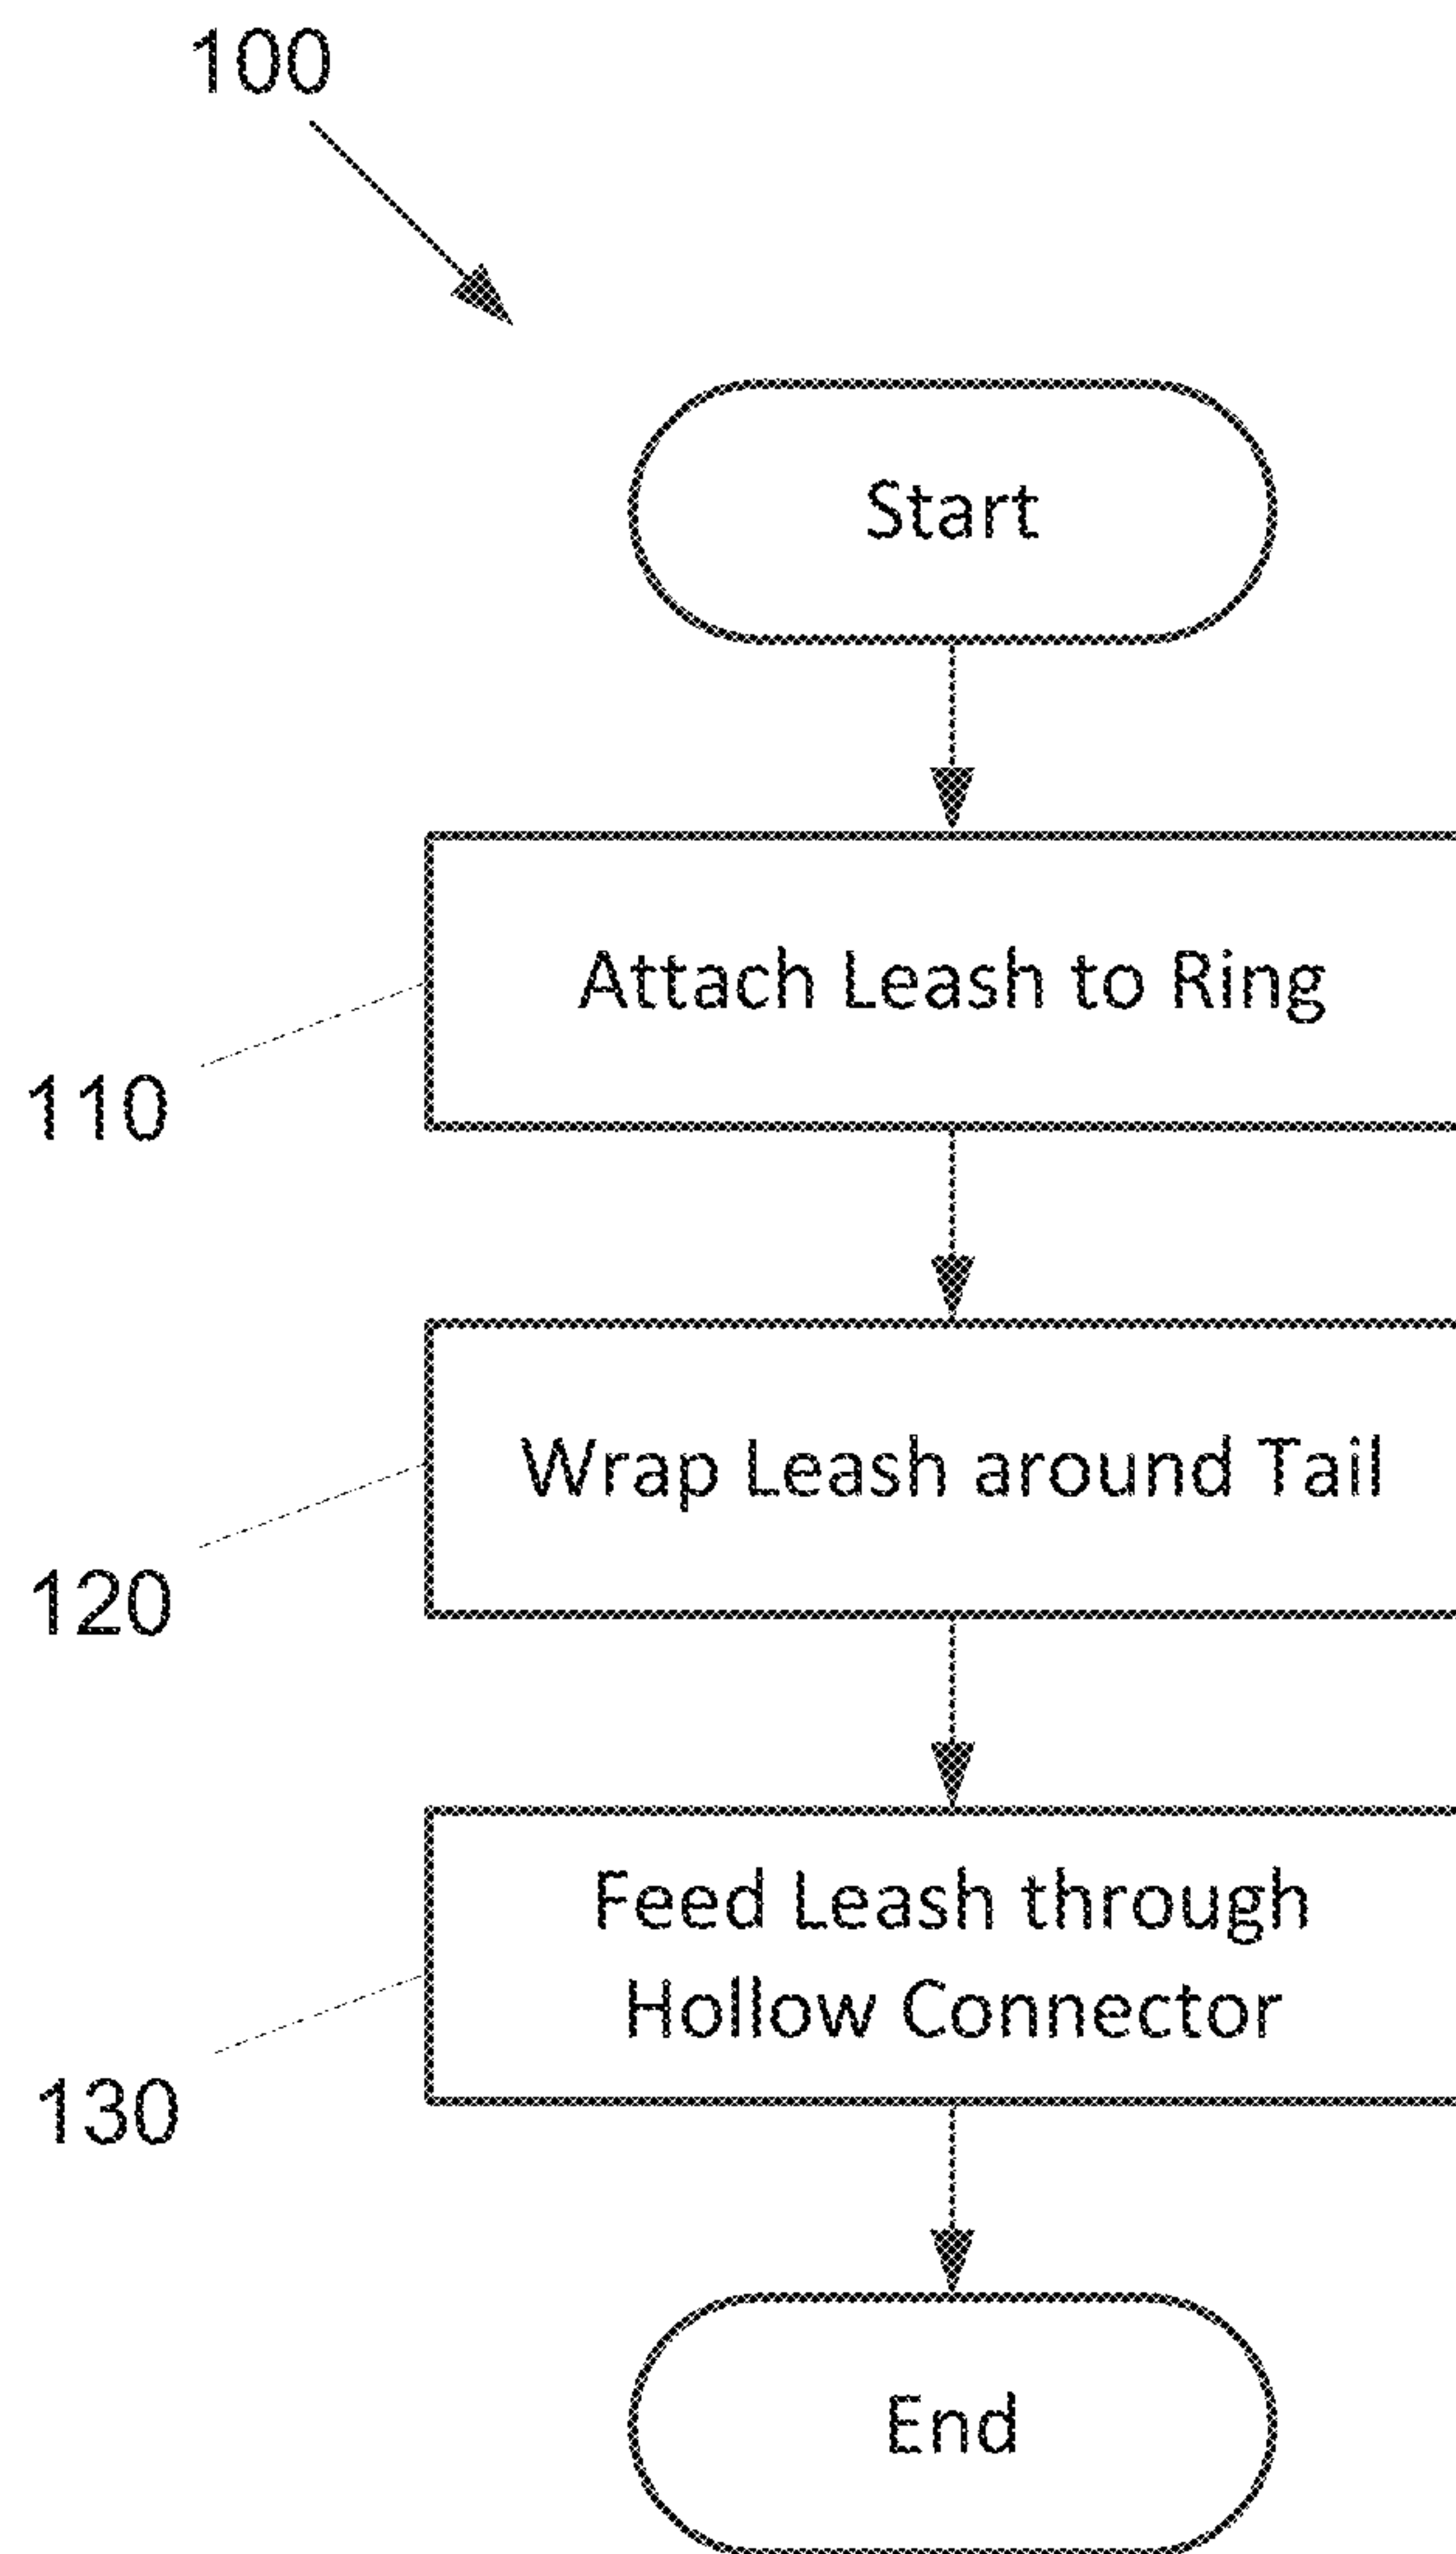 100
Start
Attach Leash to Ring
110
Wrap Leash around Tail
120
Feed Leash through
Hollow Connector
130
End